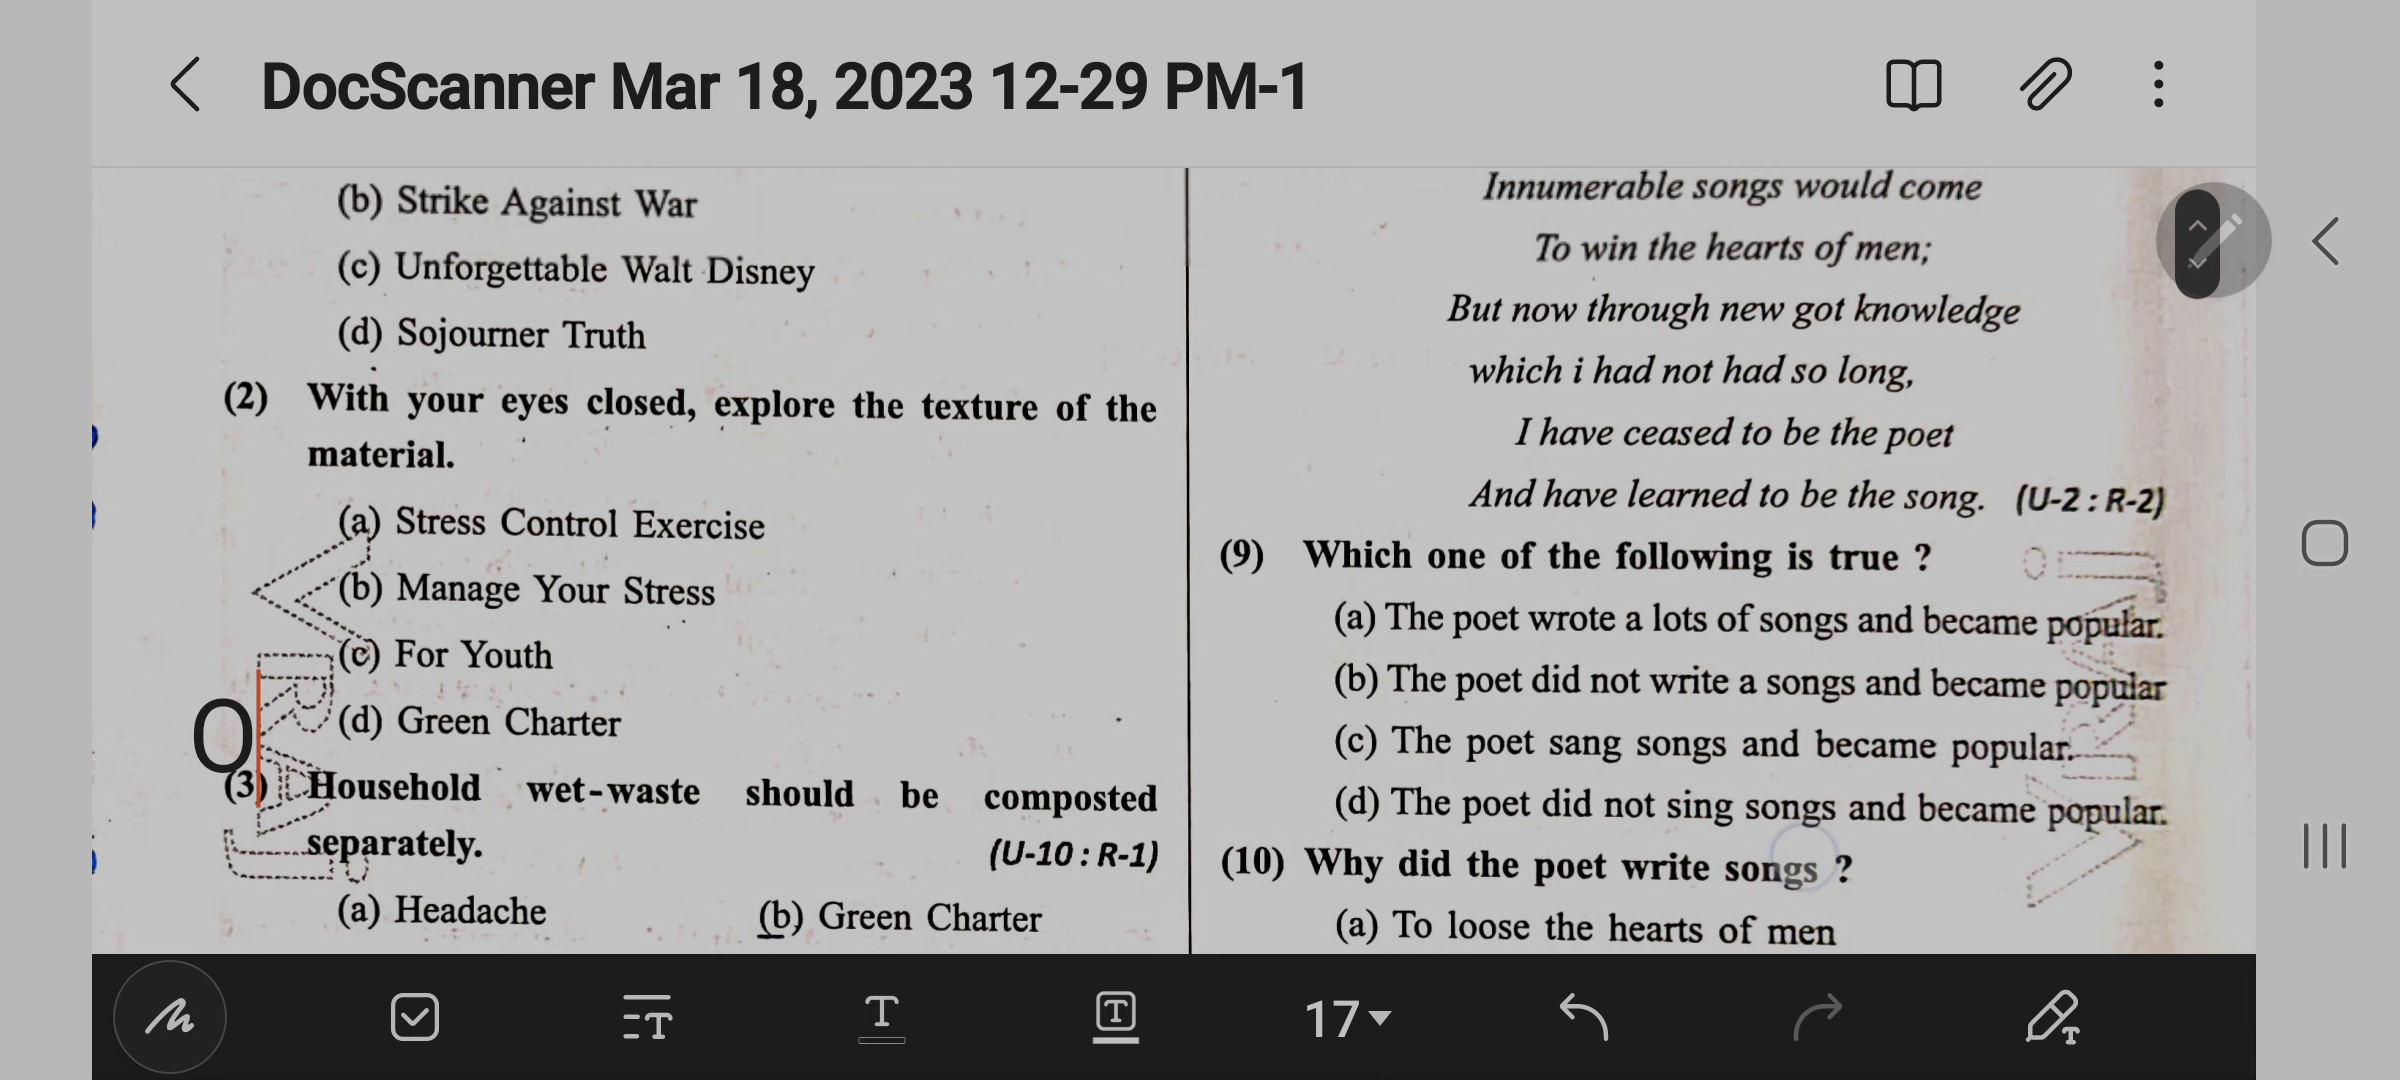 DocScanner Mar 18, 2023 12-29 PM-1
(b) Strike Against War
(c) Unforgettable Walt Disney
(d) Sojourner Truth
(2) With your eyes closed, explore the texture of the
material.
(a) Stress Control Exercise
(b) Manage Your Stress
(c) For Youth
(d) Green Charter
(3) Household wet-waste should be composted
separately. (U-10 : R-1)
(a) Headache (b) Green Charter
Innumerable songs would come
To win the hearts of men;
But now through new got knowledge
which i had not had so long,
I have ceased to be the poet
And have learned to be the song. (U-2 : R-2)
(9) Which one of the following is true ?
(a) The poet wrote a lots of songs and became popular.
(b) The poet did not write a songs and became popular
(c) The poet sang songs and became popular.
(d) The poet did not sing songs and became popular.
(10) Why did the poet write songs ?
(a) To loose the hearts of men
17